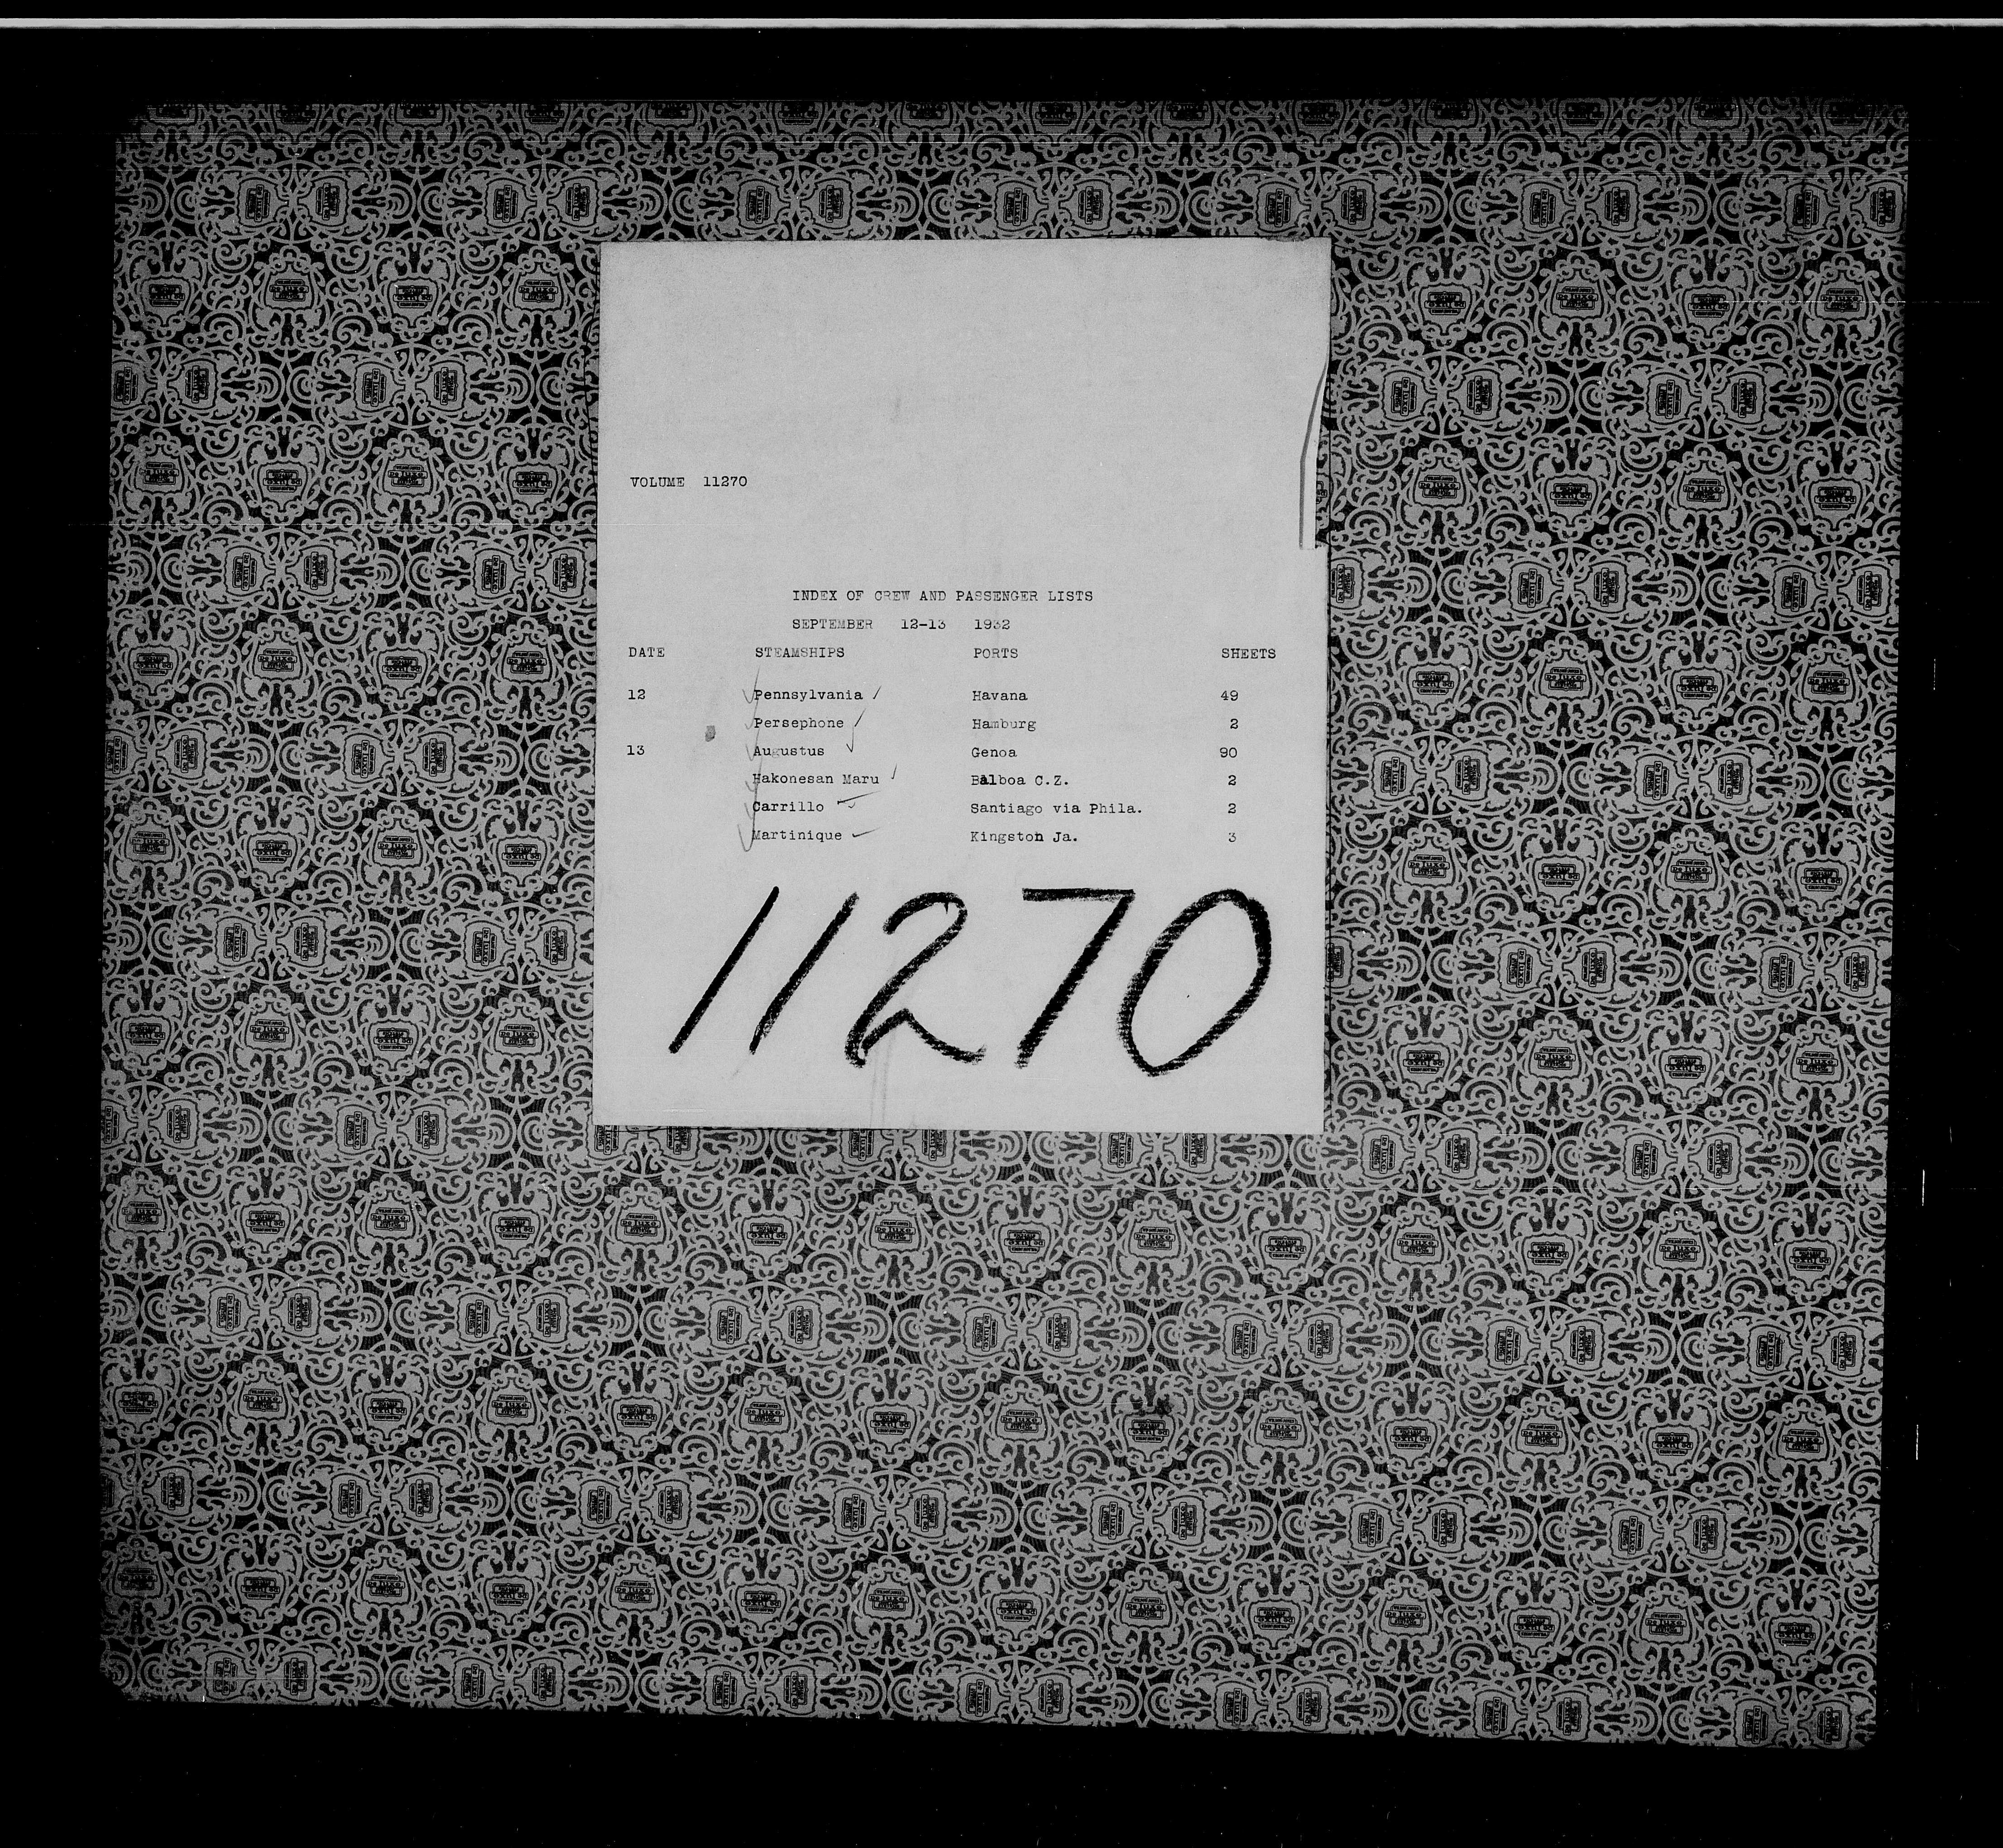 VOLUME 11270
INDEX OF CREW AND PASSENGER LISTS
SEPTEMBER 12-13 1932
DATE STEAMSHIPS PORTS SHEETS
12 Pennsylvania Havana 49
Persephone Hamburg 2
13 Augustus Genoa 90
Hakonesan Maru Balboa C.Z. 2
Carrillo Santiago via Phila. 2
Martinique Kingston Ja. 3
11270